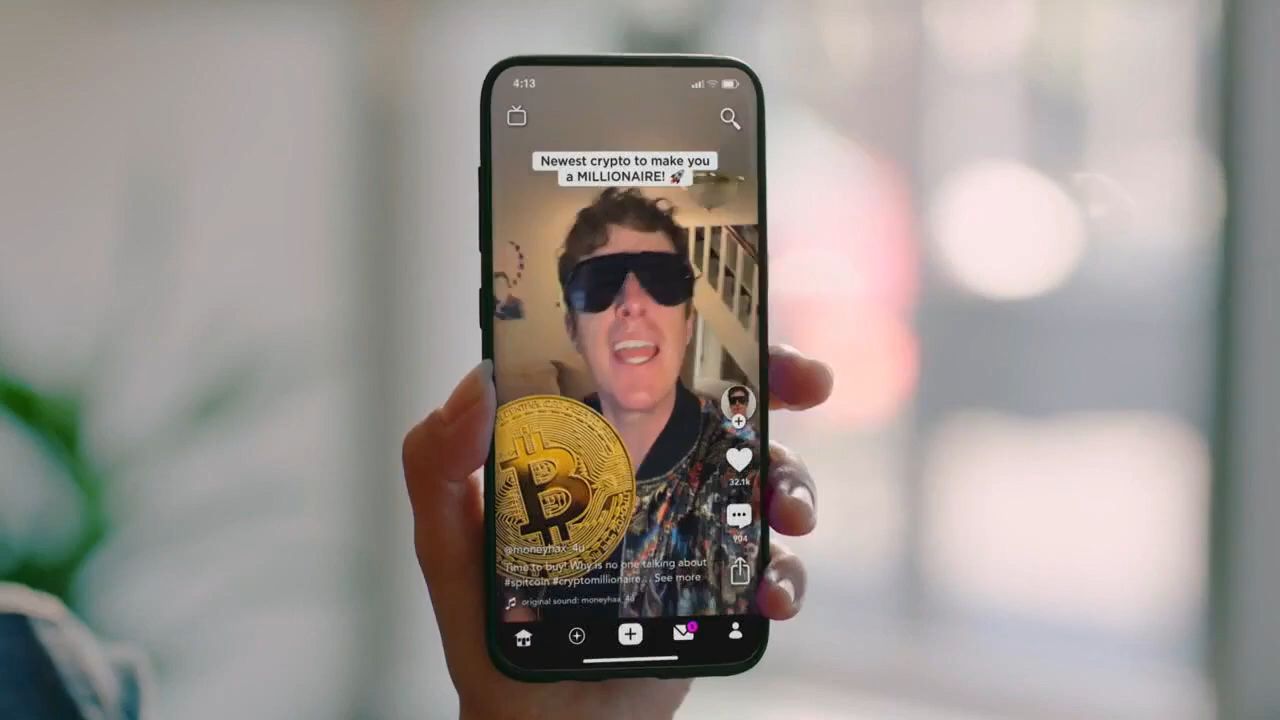 4:13
Newest crypto to make you
a MILLIONAIRE! 🚀
32.1k
994
@moneyhax_4u
Time to buy! Why is no one talking about
#spitcoin #cryptomillionaire... See more
original sound: moneyhax_4u